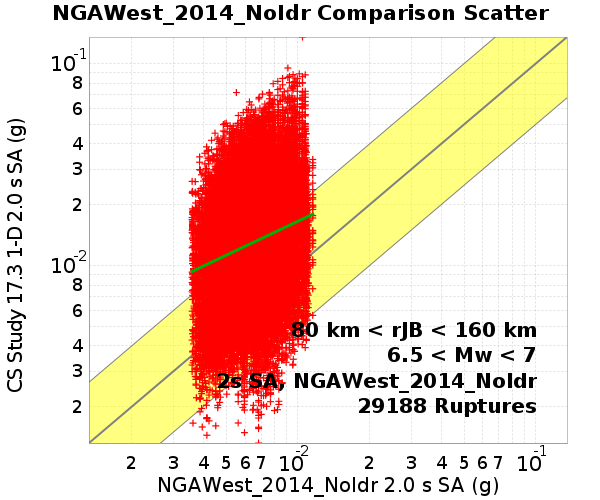 NGAWest_2014_NoIdr Comparison Scatter
CS Study 17.3 1-D 2.0 s SA (g)
10^-1
8
6
4
3
2
10^-2
8
6
4
3
2
80 km < rJB < 160 km
6.5 < Mw < 7
2s SA, NGAWest_2014_NoIdr
29188 Ruptures
2 3 4 5 6 7 10^-2 2 3 4 5 6 7 10^-1
NGAWest_2014_NoIdr 2.0 s SA (g)